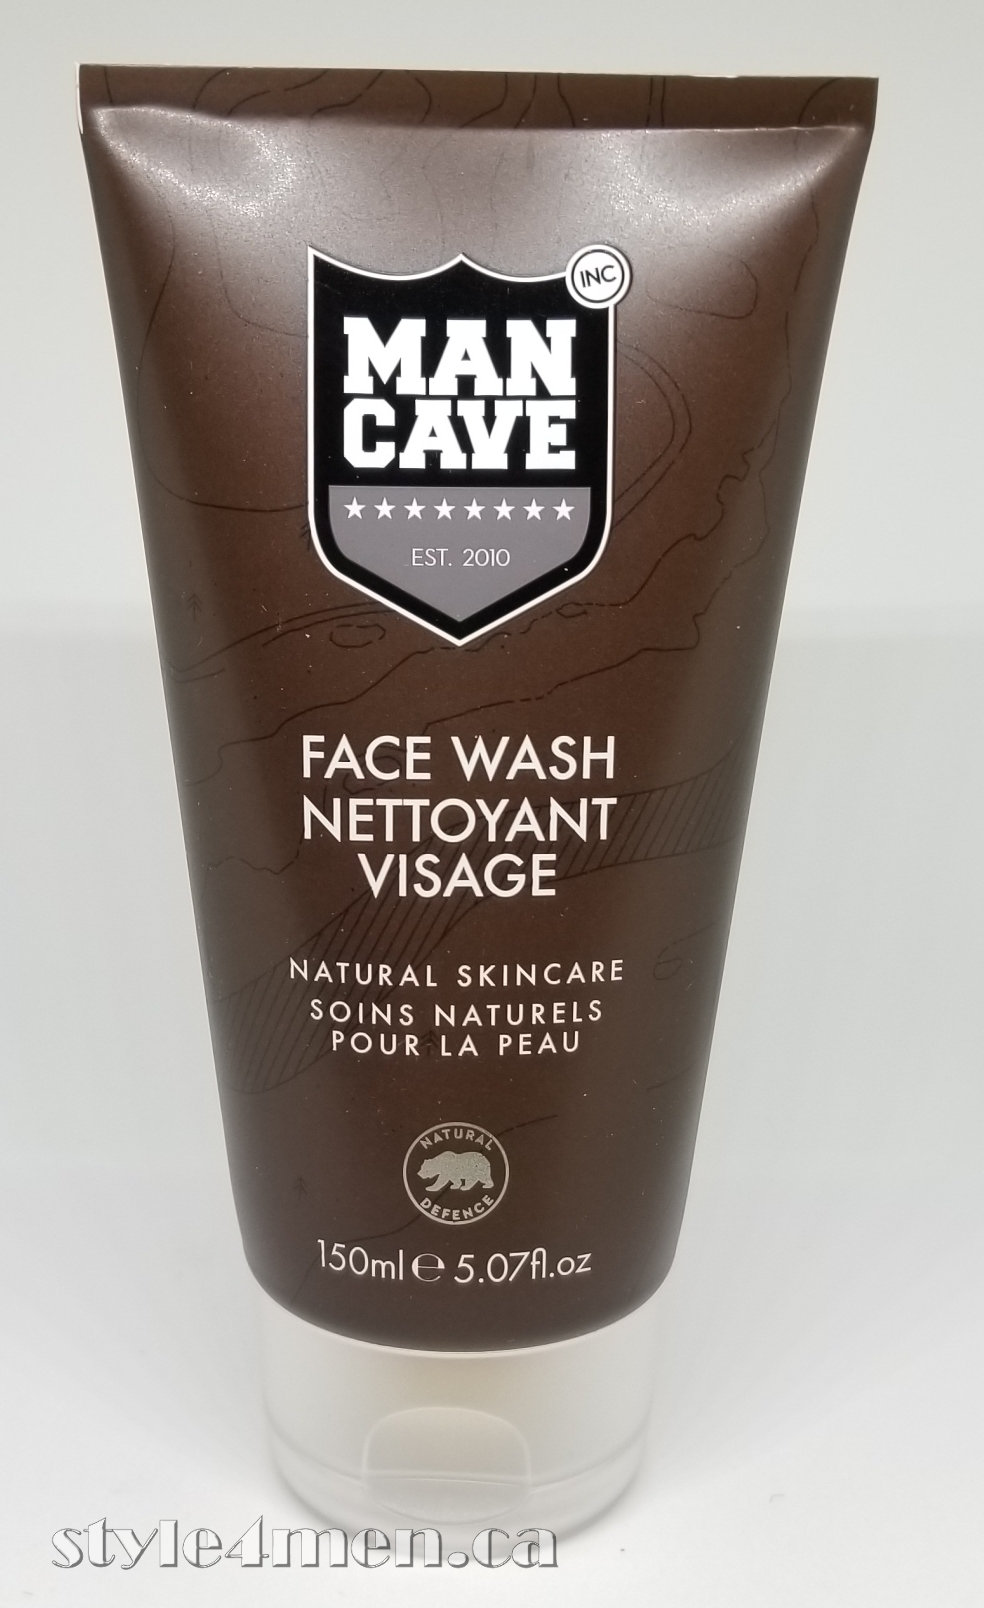 INC
MAN
CAVE
EST. 2010
FACE WASH
NETTOYANT
VISAGE
NATURAL SKINCARE
SOINS NATURELS
POUR LA PEAU
NATURAL
DEFENCE
150ml e 5.07fl.oz
style4men.ca